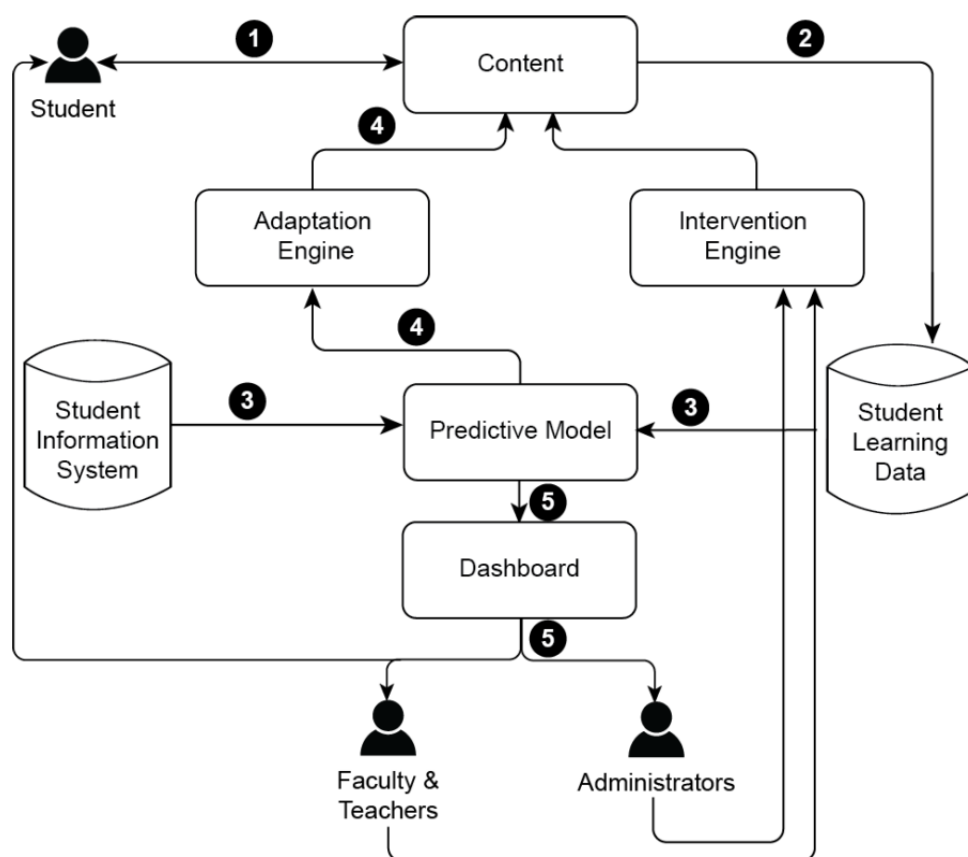 1
2
Content
Student
4
Adaptation
Engine
Intervention
Engine
4
Student
Information
System
3
Predictive Model
3
Student
Learning
Data
5
Dashboard
5
Faculty &
Teachers
Administrators